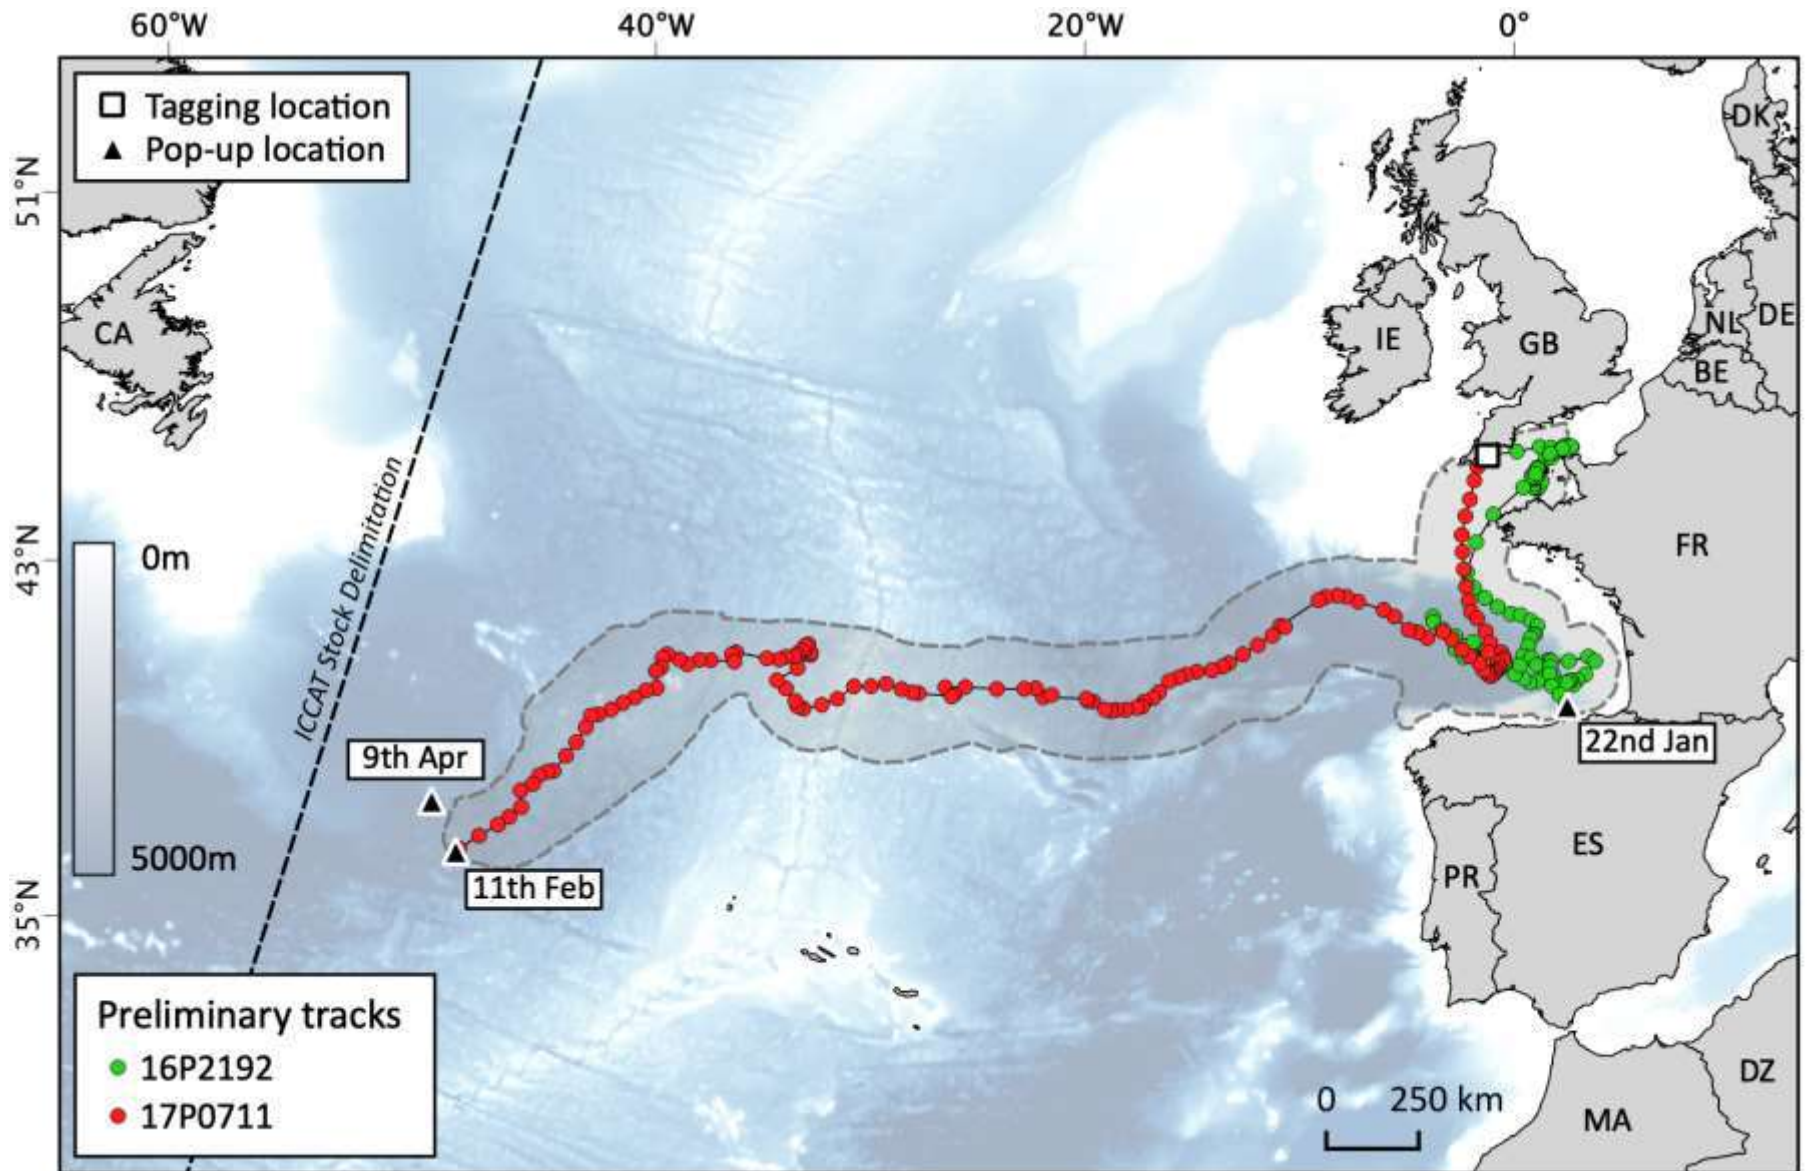 60°W
40°W
20°W
0°
Tagging location
Pop-up location
51°N
43°N
35°N
CA
ICCAT Stock Delimitation
0m
5000m
DK
IE
GB
NL
DE
BE
FR
9th Apr
11th Feb
22nd Jan
PR
ES
DZ
MA
Preliminary tracks
16P2192
17P0711
0 250 km